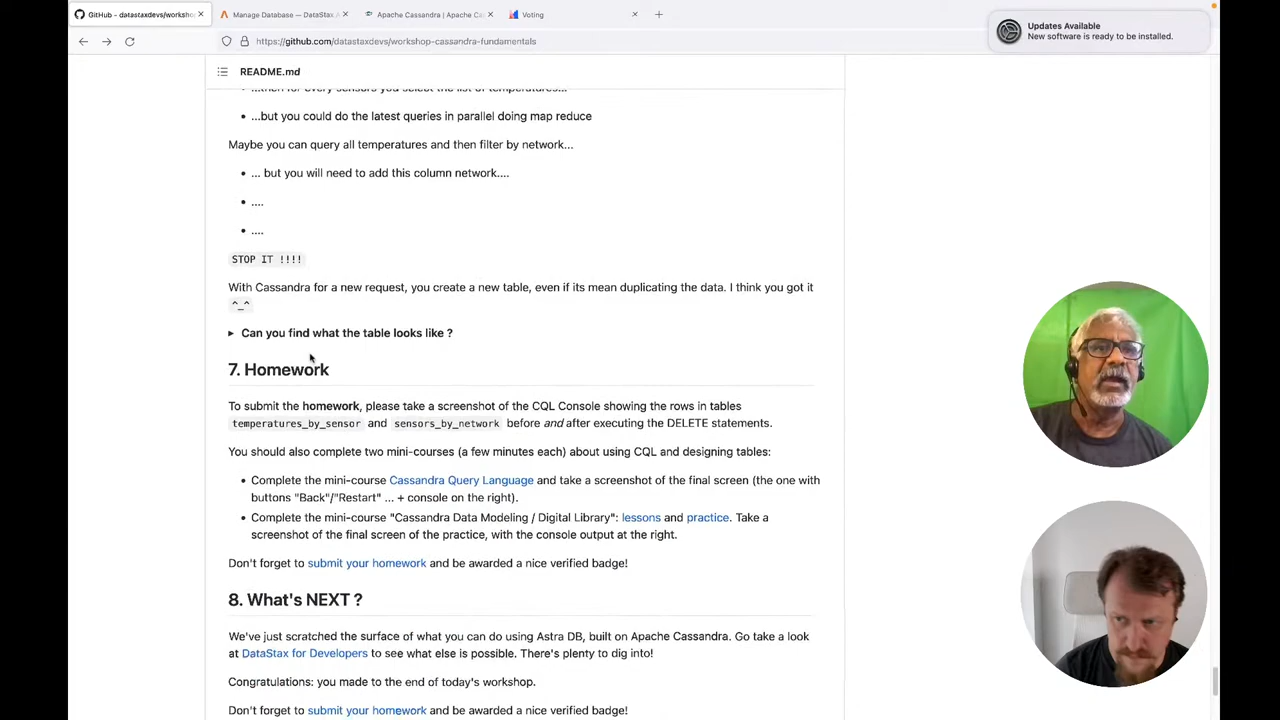 GitHub - datastaxdevs/worksho
Manage Database — DataStax A
Apache Cassandra | Apache Ca
Voting
Updates Available
New software is ready to be installed.
https://github.com/datastaxdevs/workshop-cassandra-fundamentals
README.md
...then for every sensors you select the list of temperatures...
...but you could do the latest queries in parallel doing map reduce
Maybe you can query all temperatures and then filter by network...
... but you will need to add this column network....
....
....
STOP IT !!!!
With Cassandra for a new request, you create a new table, even if its mean duplicating the data. I think you got it
^_^
Can you find what the table looks like ?
7. Homework
To submit the homework, please take a screenshot of the CQL Console showing the rows in tables
temperatures_by_sensor and sensors_by_network before and after executing the DELETE statements.
You should also complete two mini-courses (a few minutes each) about using CQL and designing tables:
Complete the mini-course Cassandra Query Language and take a screenshot of the final screen (the one with
buttons "Back"/"Restart" ... + console on the right).
Complete the mini-course "Cassandra Data Modeling / Digital Library": lessons and practice. Take a
screenshot of the final screen of the practice, with the console output at the right.
Don't forget to submit your homework and be awarded a nice verified badge!
8. What's NEXT ?
We've just scratched the surface of what you can do using Astra DB, built on Apache Cassandra. Go take a look
at DataStax for Developers to see what else is possible. There's plenty to dig into!
Congratulations: you made to the end of today's workshop.
Don't forget to submit your homework and be awarded a nice verified badge!